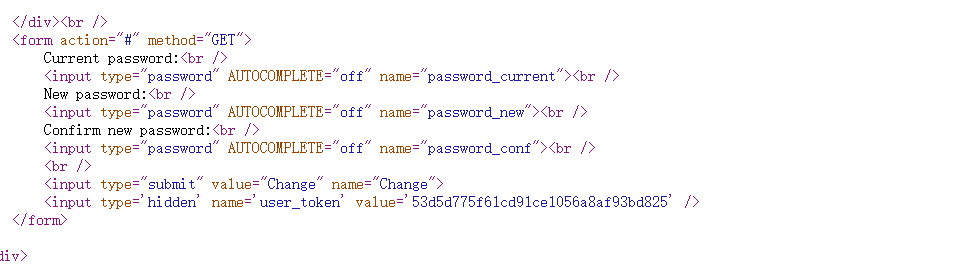 </div><br />
<form action="#" method="GET">
Current password:<br />
<input type="password" AUTOCOMPLETE="off" name="password_current"><br />
New password:<br />
<input type="password" AUTOCOMPLETE="off" name="password_new"><br />
Confirm new password:<br />
<input type="password" AUTOCOMPLETE="off" name="password_conf"><br />
<br />
<input type="submit" value="Change" name="Change">
<input type='hidden' name='user_token' value='53d5d775f61cd91ce1056a8af93bd825' />
</form>
div>